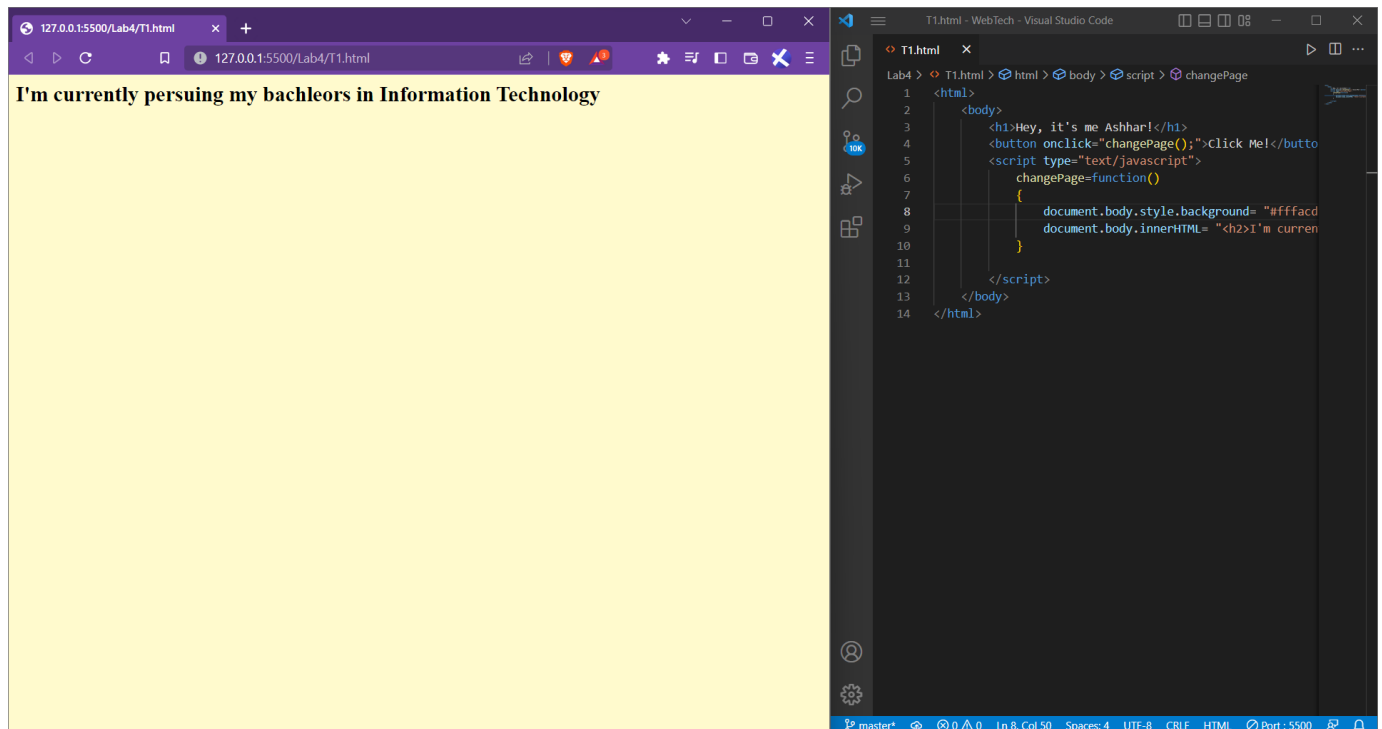 127.0.0.1:5500/Lab4/T1.html
127.0.0.1:5500/Lab4/T1.html
I'm currently persuing my bachleors in Information Technology
T1.html - WebTech - Visual Studio Code
T1.html
Lab4 > T1.html > html > body > script > changePage
10K
1 <html>
2 <body>
3 <h1>Hey, it's me Ashhar!</h1>
4 <button onclick="changePage();">Click Me!</butto
5 <script type="text/javascript">
6 changePage=function()
7 {
8 document.body.style.background= "#fffacd
9 document.body.innerHTML= "<h2>I'm curren
10 }
11
12 </script>
13 </body>
14 </html>
master* 0 0 Ln 8, Col 50 Spaces: 4 UTF-8 CRLF HTML Port : 5500